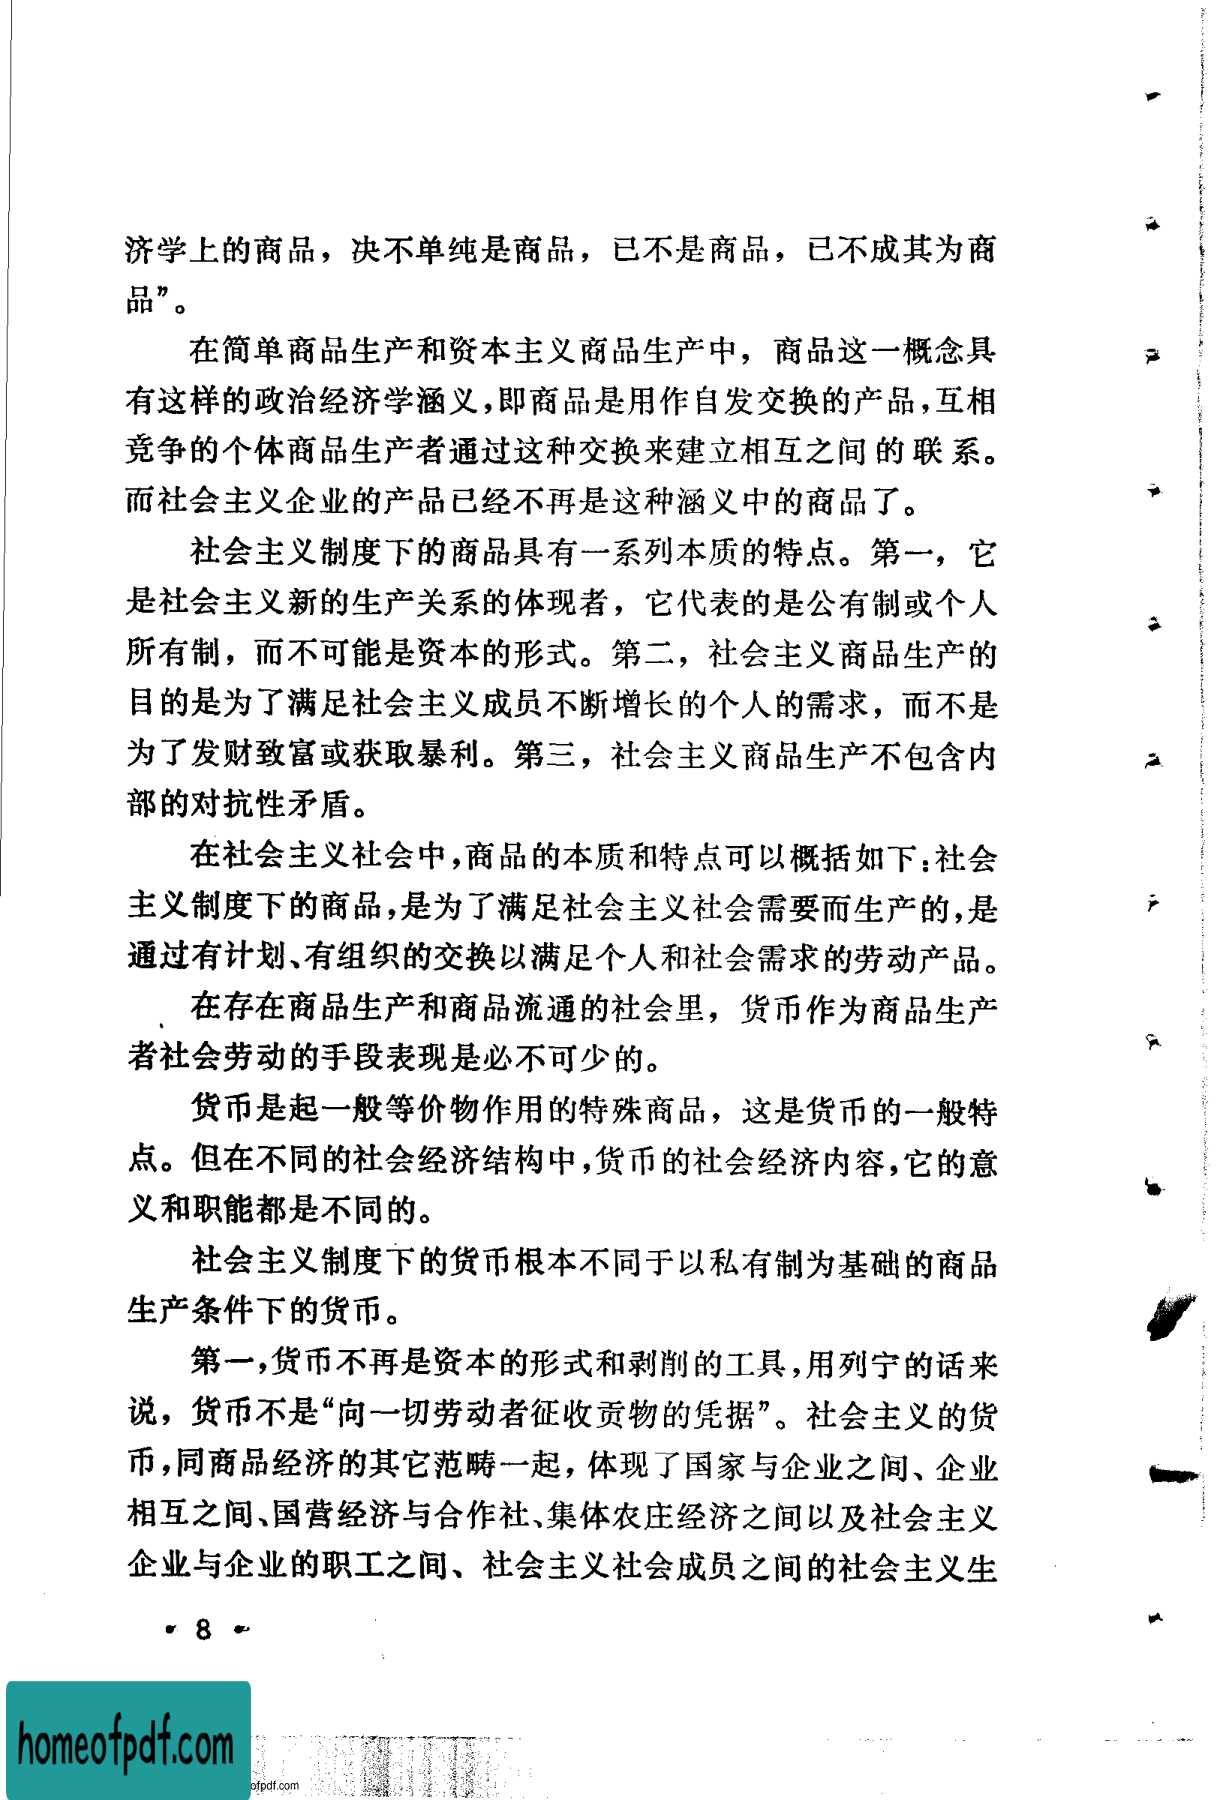 济学上的商品，决不单纯是商品，已不是商品，已不成其为商
品”。
在简单商品生产和资本主义商品生产中，商品这一概念具
有这样的政治经济学涵义，即商品是用作自发交换的产品，互相
竞争的个体商品生产者通过这种交换来建立相互之间的联系。
而社会主义企业的产品已经不再是这种涵义中的商品了。
社会主义制度下的商品具有一系列本质的特点。第一，它
是社会主义新的生产关系的体现者，它代表的是公有制或个人
所有制，而不可能是资本的形式。第二，社会主义商品生产的
目的是为了满足社会主义成员不断增长的个人的需求，而不是
为了发财致富或获取暴利。第三，社会主义商品生产不包含内
部的对抗性矛盾。
在社会主义社会中，商品的本质和特点可以概括如下：社会
主义制度下的商品，是为了满足社会主义社会需要而生产的，是
通过有计划、有组织的交换以满足个人和社会需求的劳动产品。
在存在商品生产和商品流通的社会里，货币作为商品生产
者社会劳动的手段表现是必不可少的。
货币是起一般等价物作用的特殊商品，这是货币的一般特
点。但在不同的社会经济结构中，货币的社会经济内容，它的意
义和职能都是不同的。
社会主义制度下的货币根本不同于以私有制为基础的商品
生产条件下的货币。
第一，货币不再是资本的形式和剥削的工具，用列宁的话来
说，货币不是“向一切劳动者征收贡物的凭据”。社会主义的货
币，同商品经济的其它范畴一起，体现了国家与企业之间、企业
相互之间、国营经济与合作社、集体农庄经济之间以及社会主义
企业与企业的职工之间、社会主义社会成员之间的社会主义生
• 8 •
homeofpdf.com
ofpdf.com